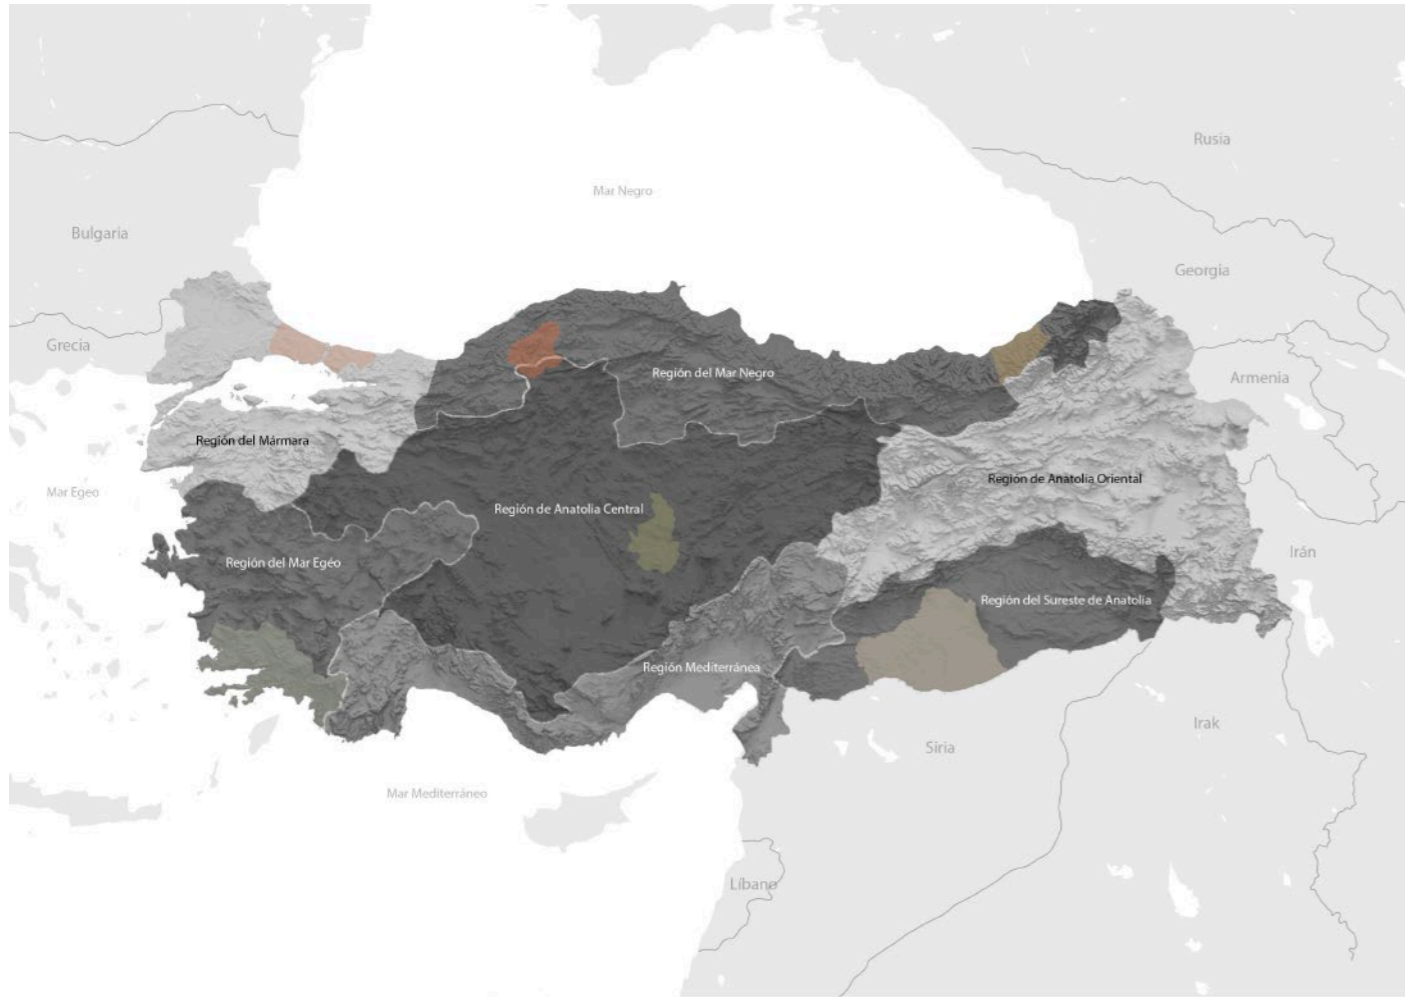 Rusia
Mar Negro
Bulgaria
Georgia
Grecia
Región del Mar Negro
Armenia
Región del Mármara
Región de Anatolia Oriental
Mar Egeo
Región de Anatolia Central
Irán
Región del Mar Egéo
Región del Sureste de Anatolia
Región Mediterránea
Irak
Siria
Mar Mediterráneo
Líbano